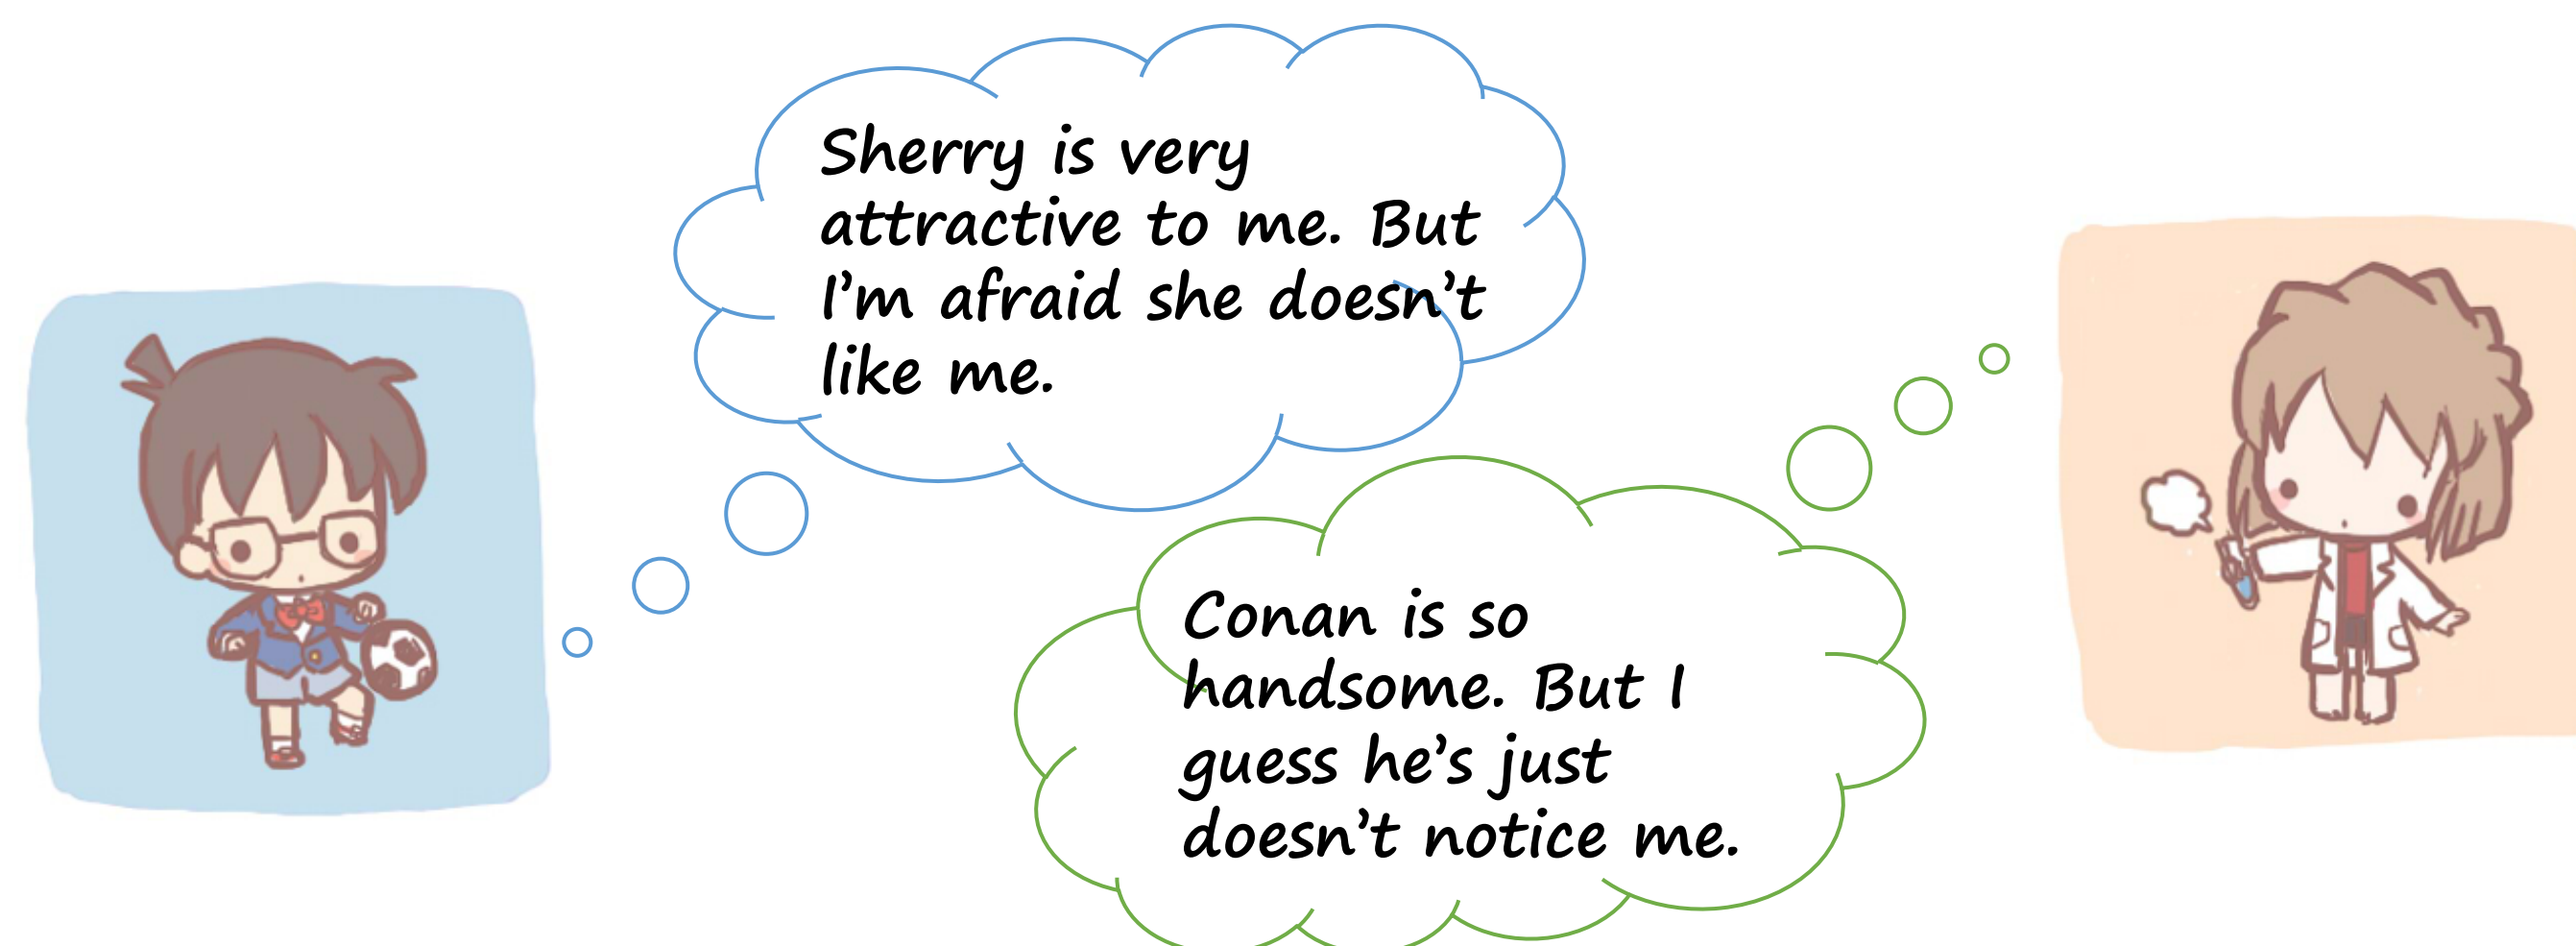 Sherry is very
attractive to me. But
I'm afraid she doesn't
like me.
Conan is so
handsome. But I
guess he's just
doesn't notice me.